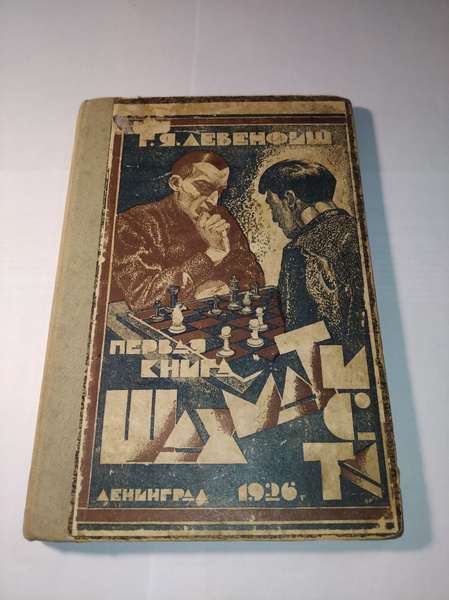 Г. Я. ЛЕВЕНФИШ
ПЕРВАЯ
КНИГА
ШАХМАТИСТА
ЛЕНИНГРАД 1926 г.